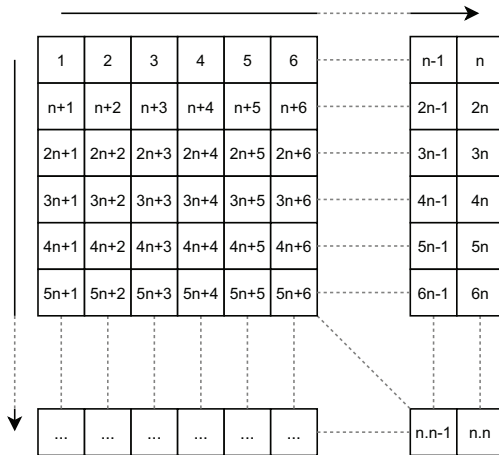 1 2 3 4 5 6 n-1 n
n+1 n+2 n+3 n+4 n+5 n+6 2n-1 2n
2n+1 2n+2 2n+3 2n+4 2n+5 2n+6 3n-1 3n
3n+1 3n+2 3n+3 3n+4 3n+5 3n+6 4n-1 4n
4n+1 4n+2 4n+3 4n+4 4n+5 4n+6 5n-1 5n
5n+1 5n+2 5n+3 5n+4 5n+5 5n+6 6n-1 6n
... ... ... ... ... ... n.n-1 n.n